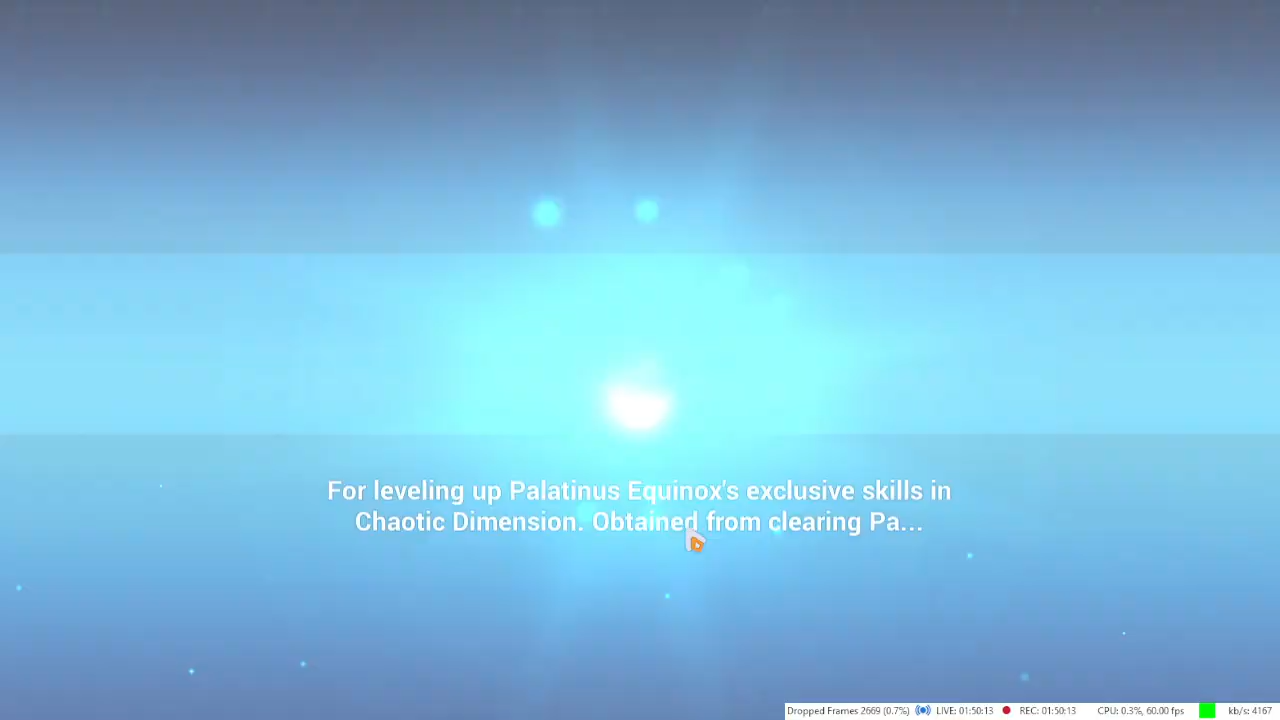 For leveling up Palatinus Equinox's exclusive skills in
Chaotic Dimension. Obtained from clearing Pa...
Dropped Frames 2669 (0.7%) LIVE: 01:50:13 REC: 01:50:13 CPU: 0.3%, 60.00 fps kb/s: 4167